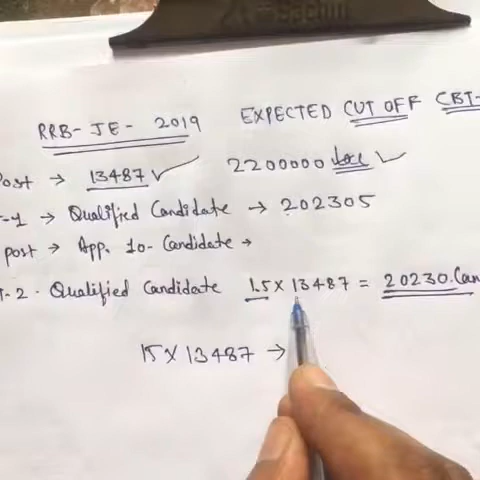 RRB- JE- 2019 EXPECTED CUT OFF CBT-
Post → 13487 ✓ 2200000 ✓
-1 → Qualified Candidate → 202305
post → App. 10- Candidate →
T-2. Qualified Candidate 1.5 X 13487 = 20230. Can
15 X 13487 →